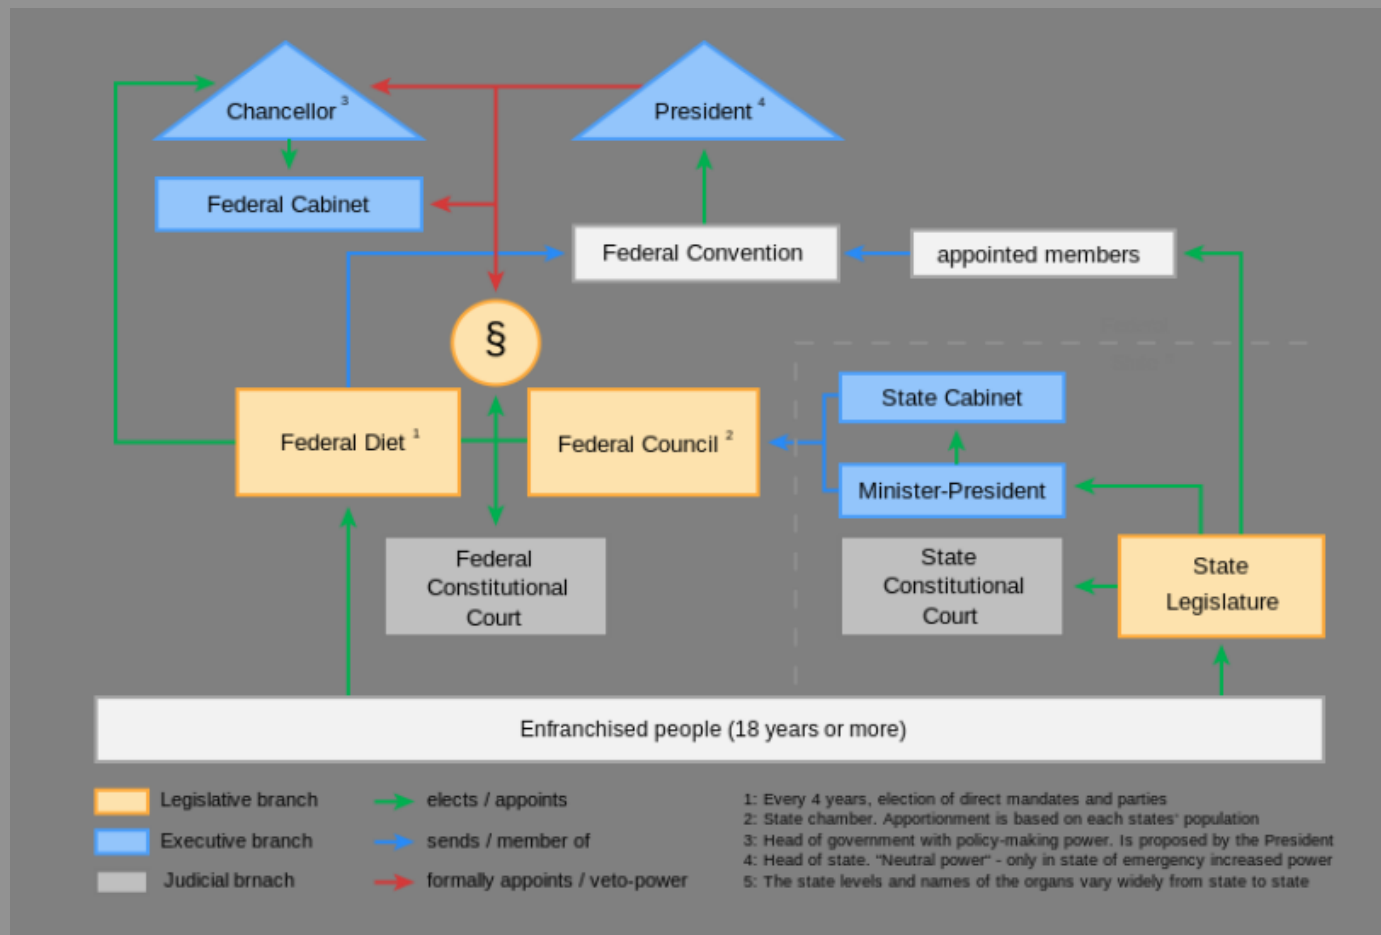 Chancellor 3
President 4
Federal Cabinet
Federal Convention
appointed members
§
State Cabinet
Federal Diet 1
Federal Council 2
Minister-President
Federal
Constitutional
Court
State
Constitutional
Court
State
Legislature
Enfranchised people (18 years or more)
Legislative branch
Executive branch
Judicial brnach
elects / appoints
sends / member of
formally appoints / veto-power
1: Every 4 years, election of direct mandates and parties
2: State chamber. Apportionment is based on each states' population
3: Head of government with policy-making power. Is proposed by the President
4: Head of state. "Neutral power" - only in state of emergency increased power
5: The state levels and names of the organs vary widely from state to state